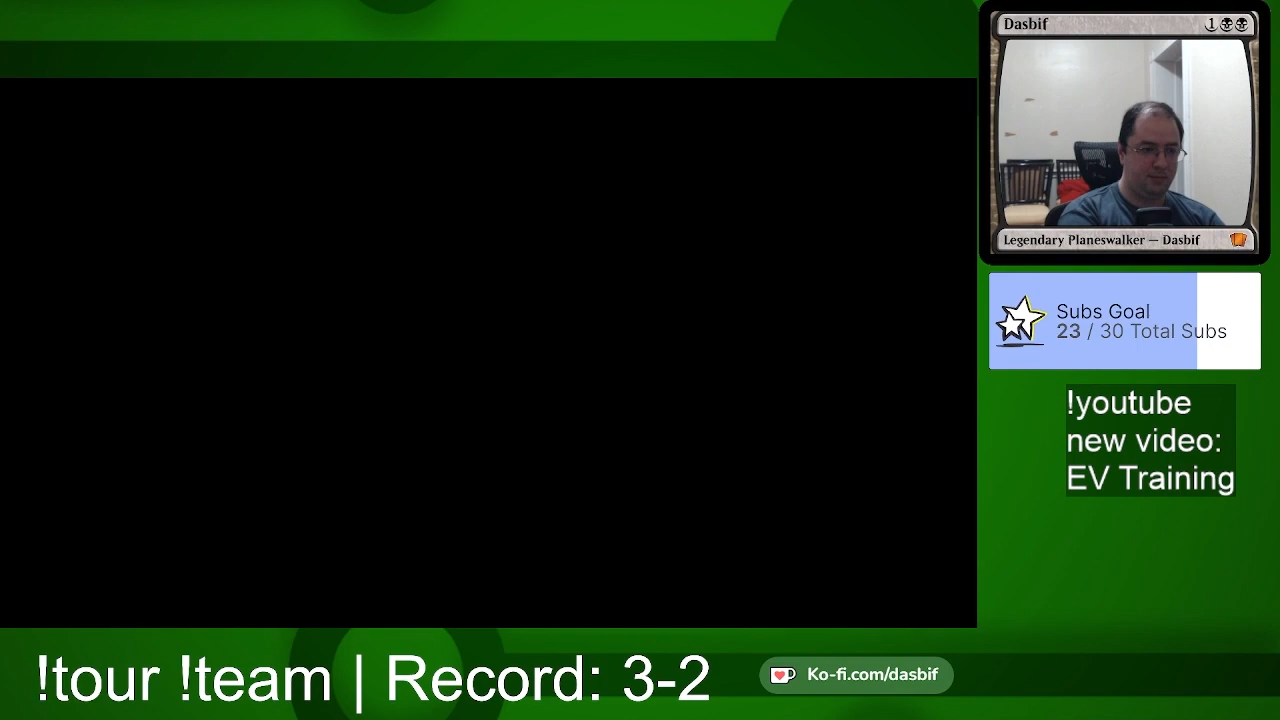 Dasbif
1
Legendary Planeswalker — Dasbif
Subs Goal
23 / 30 Total Subs
!youtube
new video:
EV Training
!tour !team | Record: 3-2
Ko-fi.com/dasbif